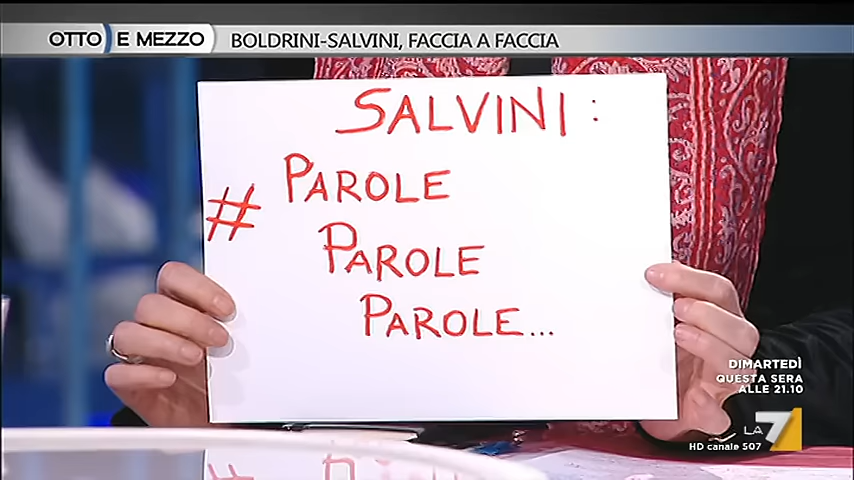 OTTO E MEZZO BOLDRINI-SALVINI, FACCIA A FACCIA
SALVINI:
# PAROLE
PAROLE
PAROLE...
DIMARTEDÌ
QUESTA SERA
ALLE 21.10
LA 7
HD canale 507